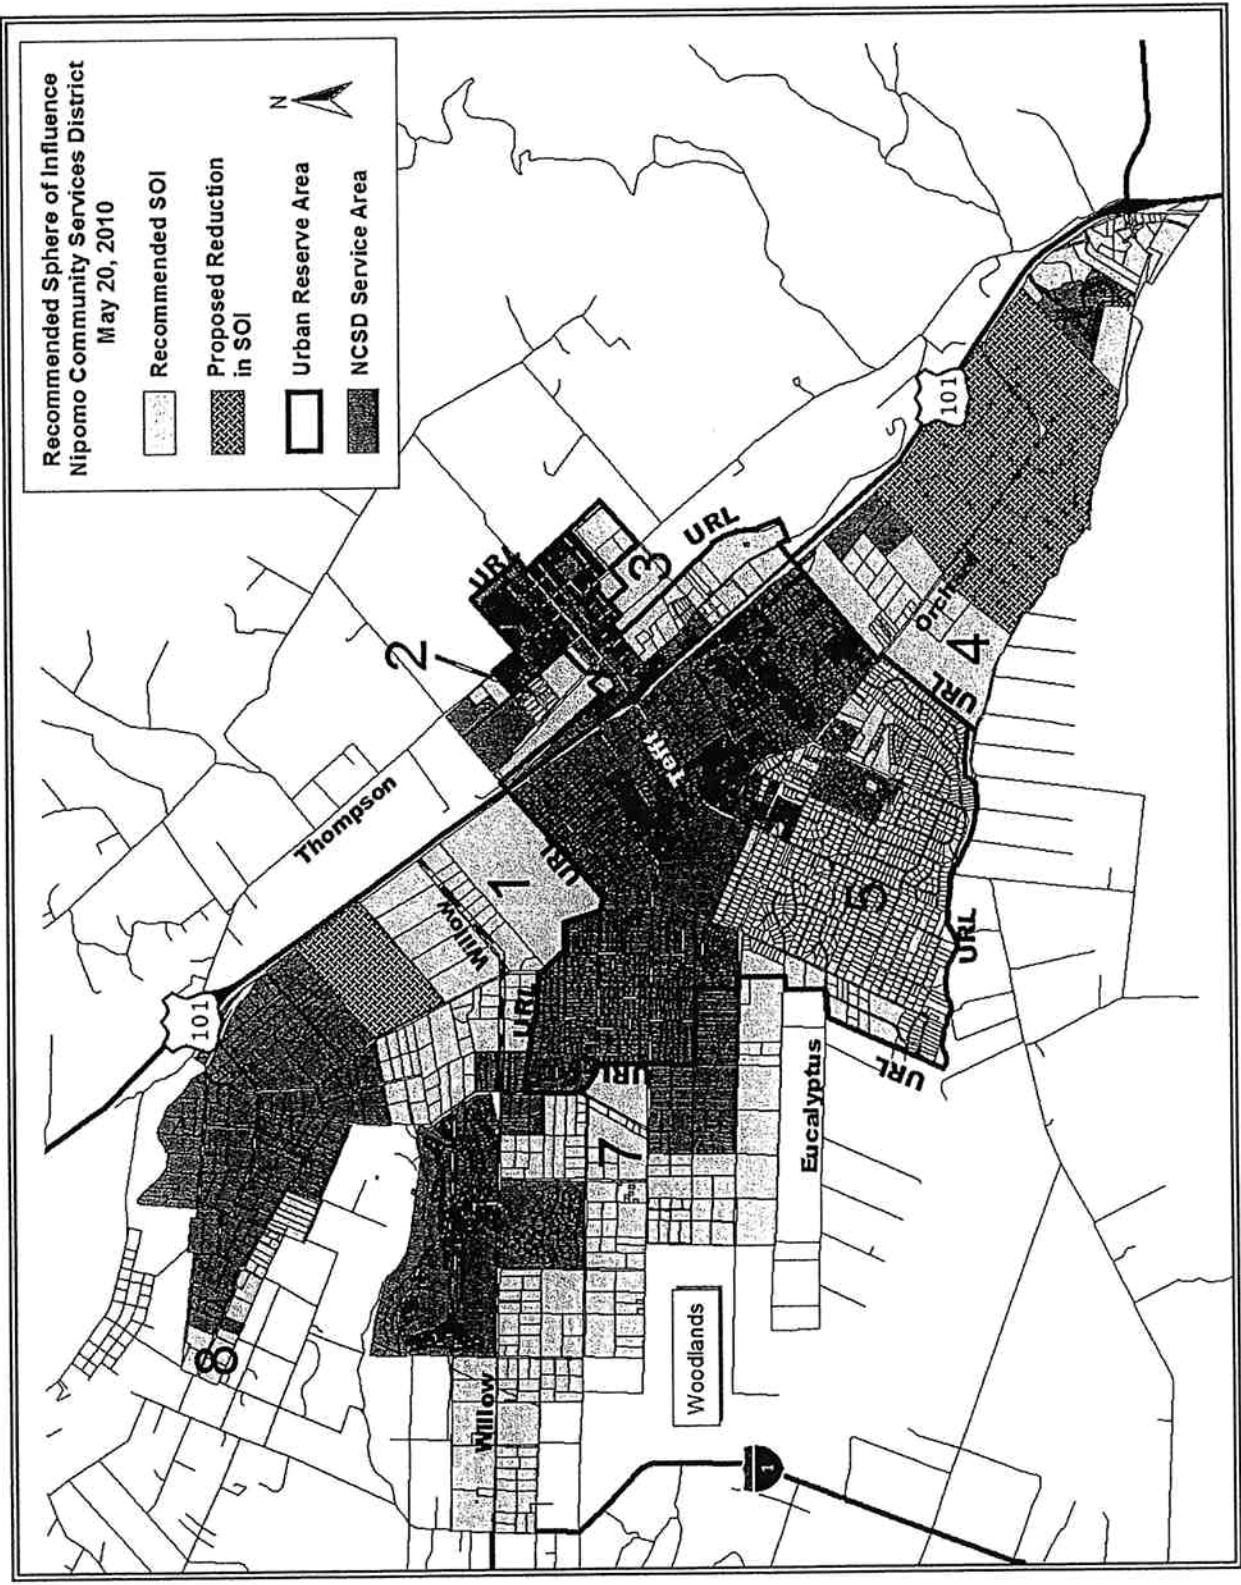 Recommended Sphere of Influence
Nipomo Community Services District
May 20, 2010
Recommended SOI
Proposed Reduction
in SOI
Urban Reserve Area
NCSD Service Area
N
101
Thompson
2
URL
3
URL
101
8
Willow
1
URL
URL
Tefft
Orchard
4
URL
Willow
7
URL
5
URL
Eucalyptus
URL
Woodlands
1